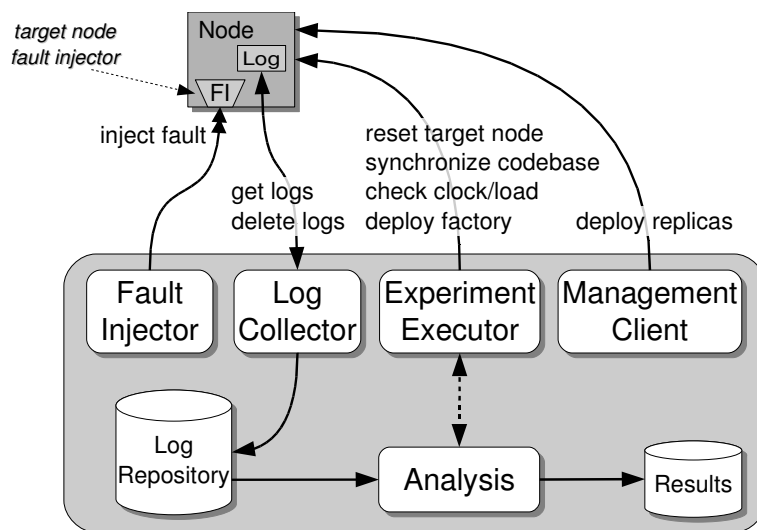 target node
fault injector
Node
Log
FI
inject fault
get logs
delete logs
reset target node
synchronize codebase
check clock/load
deploy factory
deploy replicas
Fault
Injector
Log
Collector
Experiment
Executor
Management
Client
Log
Repository
Analysis
Results